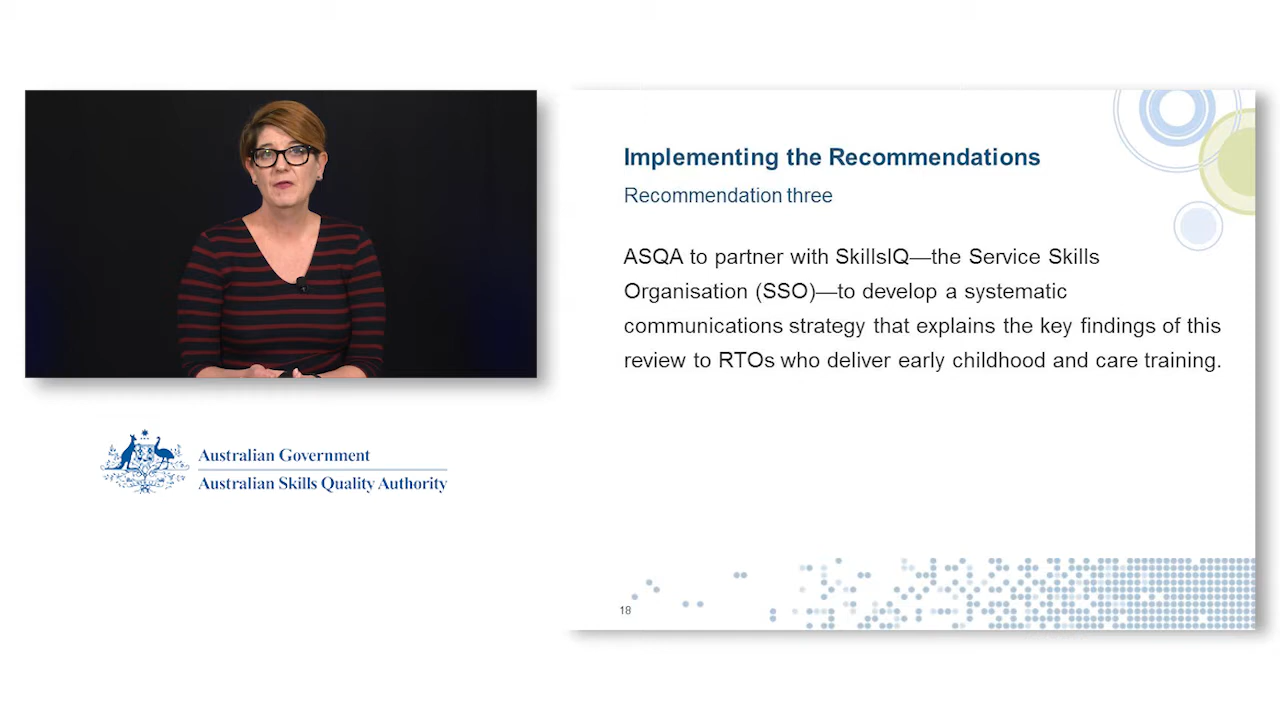 Implementing the Recommendations
Recommendation three
ASQA to partner with SkillsIQ—the Service Skills
Organisation (SSO)—to develop a systematic
communications strategy that explains the key findings of this
review to RTOs who deliver early childhood and care training.
18
Australian Government
Australian Skills Quality Authority